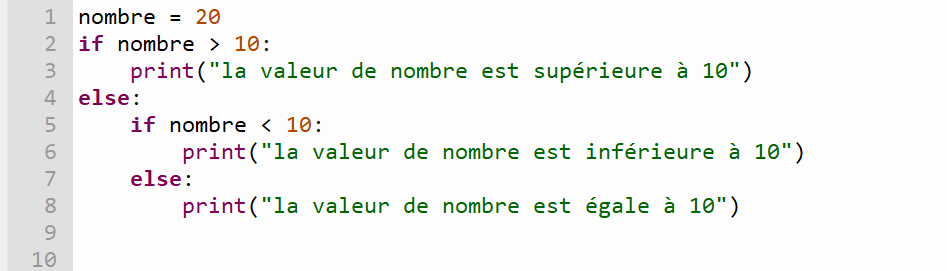 1 nombre = 20
2 if nombre > 10:
3     print("la valeur de nombre est supérieure à 10")
4 else:
5     if nombre < 10:
6         print("la valeur de nombre est inférieure à 10")
7     else:
8         print("la valeur de nombre est égale à 10")
9
10